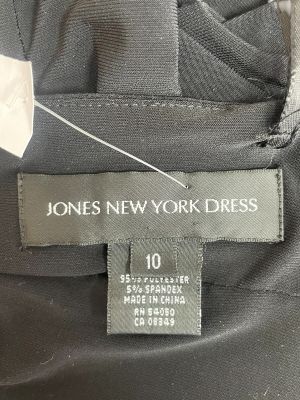 JONES NEW YORK DRESS
10
95% POLYESTER
5% SPANDEX
MADE IN CHINA
RN 54050
CA 08349